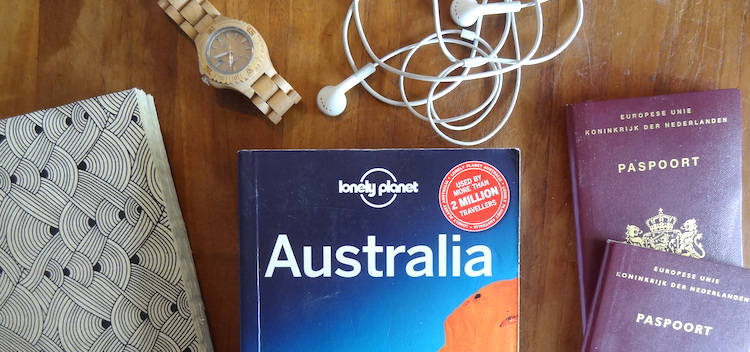 lonely planet
USED BY
MORE THAN
2 MILLION
TRAVELLERS
Australia
EUROPESE UNIE
KONINKRIJK DER NEDERLANDEN
PASPOORT
EUROPESE UNIE
KONINKRIJK DER NEDERLANDEN
PASPOORT